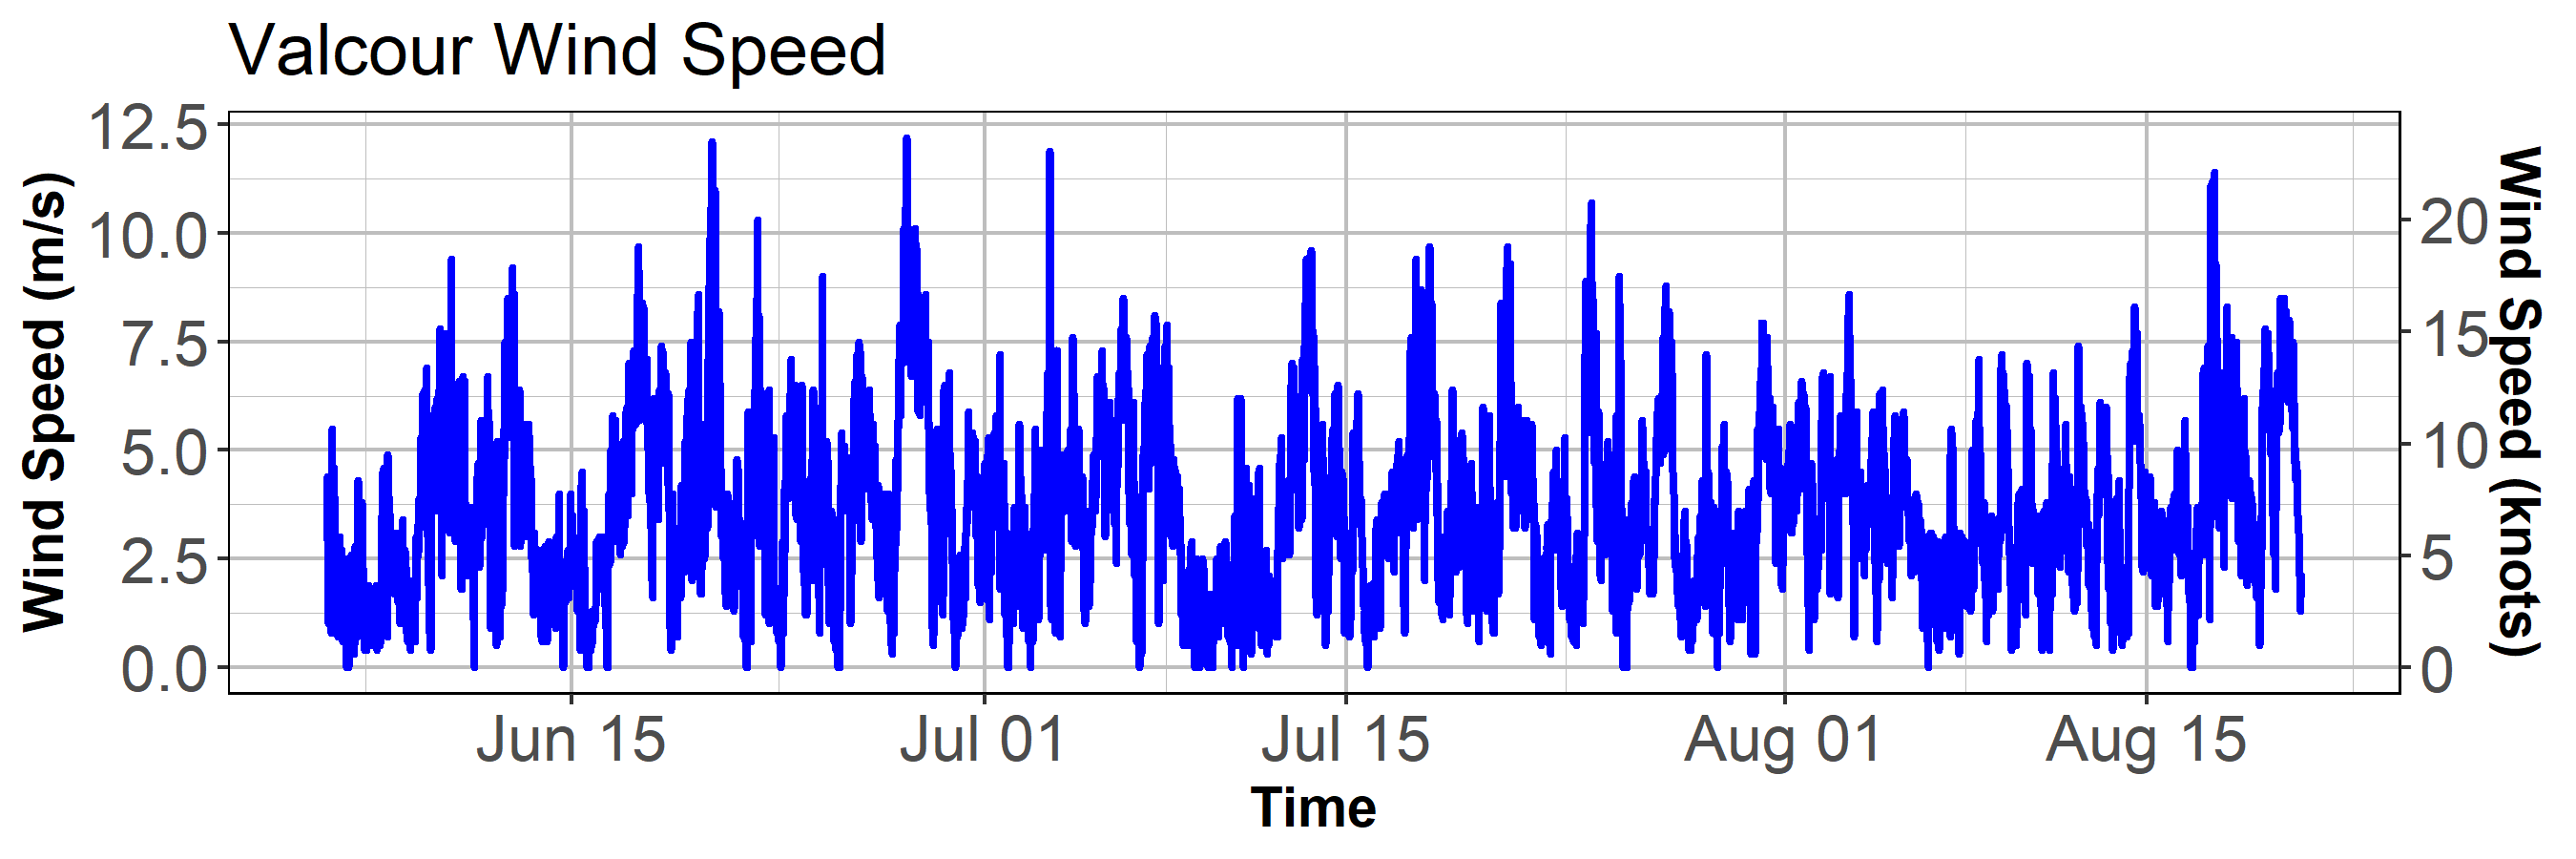 Valcour Wind Speed
Wind Speed (m/s)
12.5
10.0
7.5
5.0
2.5
0.0
Wind Speed (knots)
20
15
10
5
0
Jun 15
Jul 01
Jul 15
Aug 01
Aug 15
Time